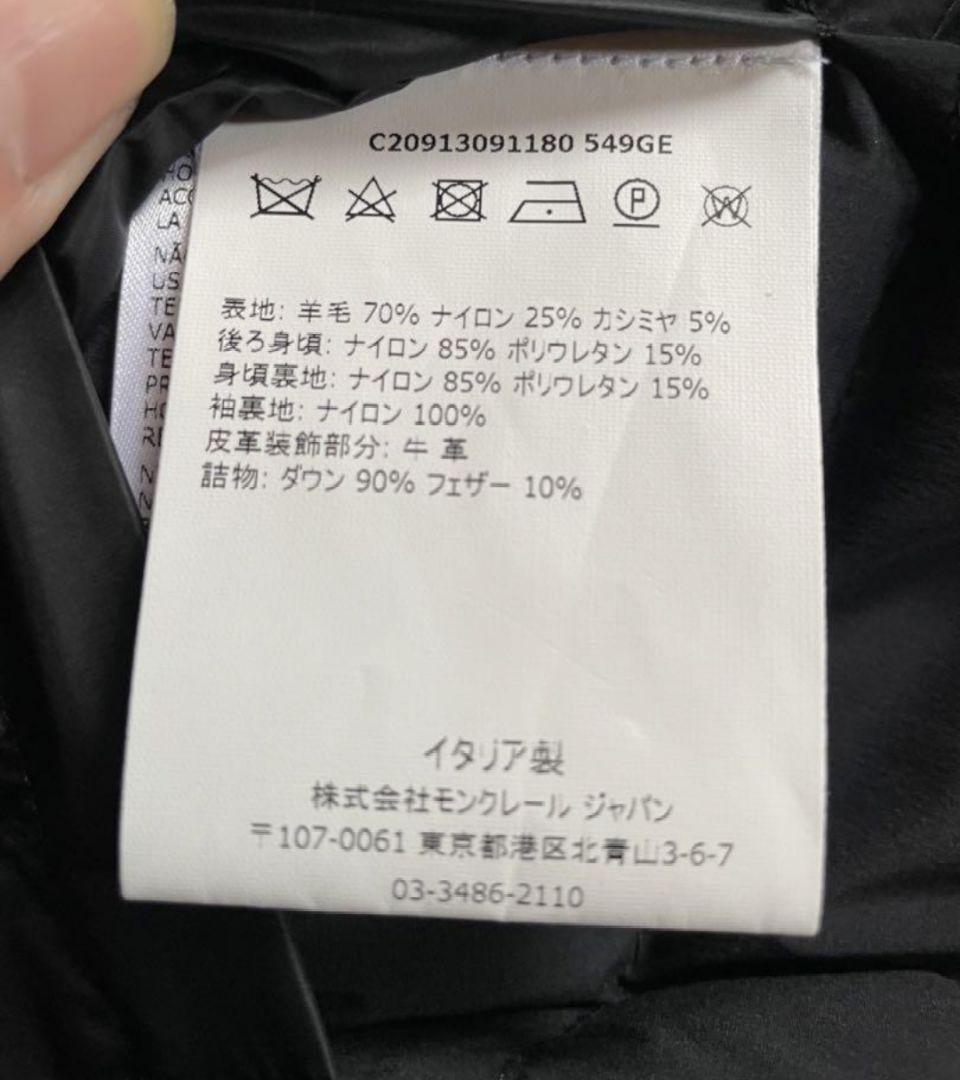 C20913091180 549GE
P
W
表地: 羊毛 70% ナイロン 25% カシミヤ 5%
後ろ身頃: ナイロン 85% ポリウレタン 15%
身頃裏地: ナイロン 85% ポリウレタン 15%
袖裏地: ナイロン 100%
皮革装飾部分: 牛 革
詰物: ダウン 90% フェザー 10%
イタリア製
株式会社モンクレール ジャパン
〒107-0061 東京都港区北青山3-6-7
03-3486-2110
LA
US
TE
VA
TE